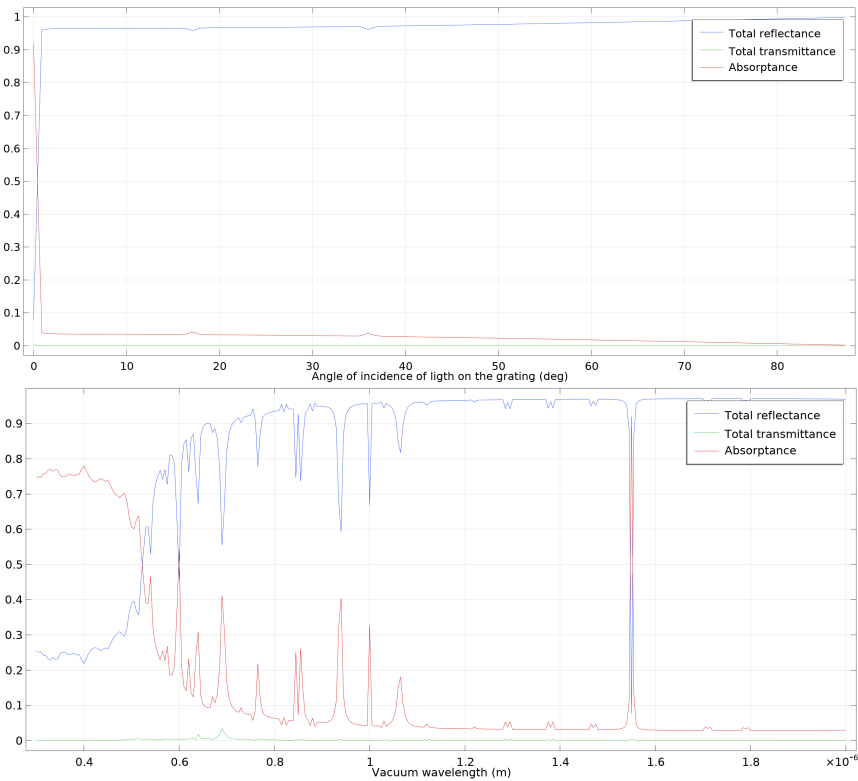 1
0.9
0.8
0.7
0.6
0.5
0.4
0.3
0.2
0.1
0
Total reflectance
Total transmittance
Absorptance
0 10 20 30 40 50 60 70 80
Angle of incidence of ligth on the grating (deg)
0.9
0.8
0.7
0.6
0.5
0.4
0.3
0.2
0.1
0
Total reflectance
Total transmittance
Absorptance
0.4 0.6 0.8 1 1.2 1.4 1.6 1.8 ×10⁻⁶
Vacuum wavelength (m)